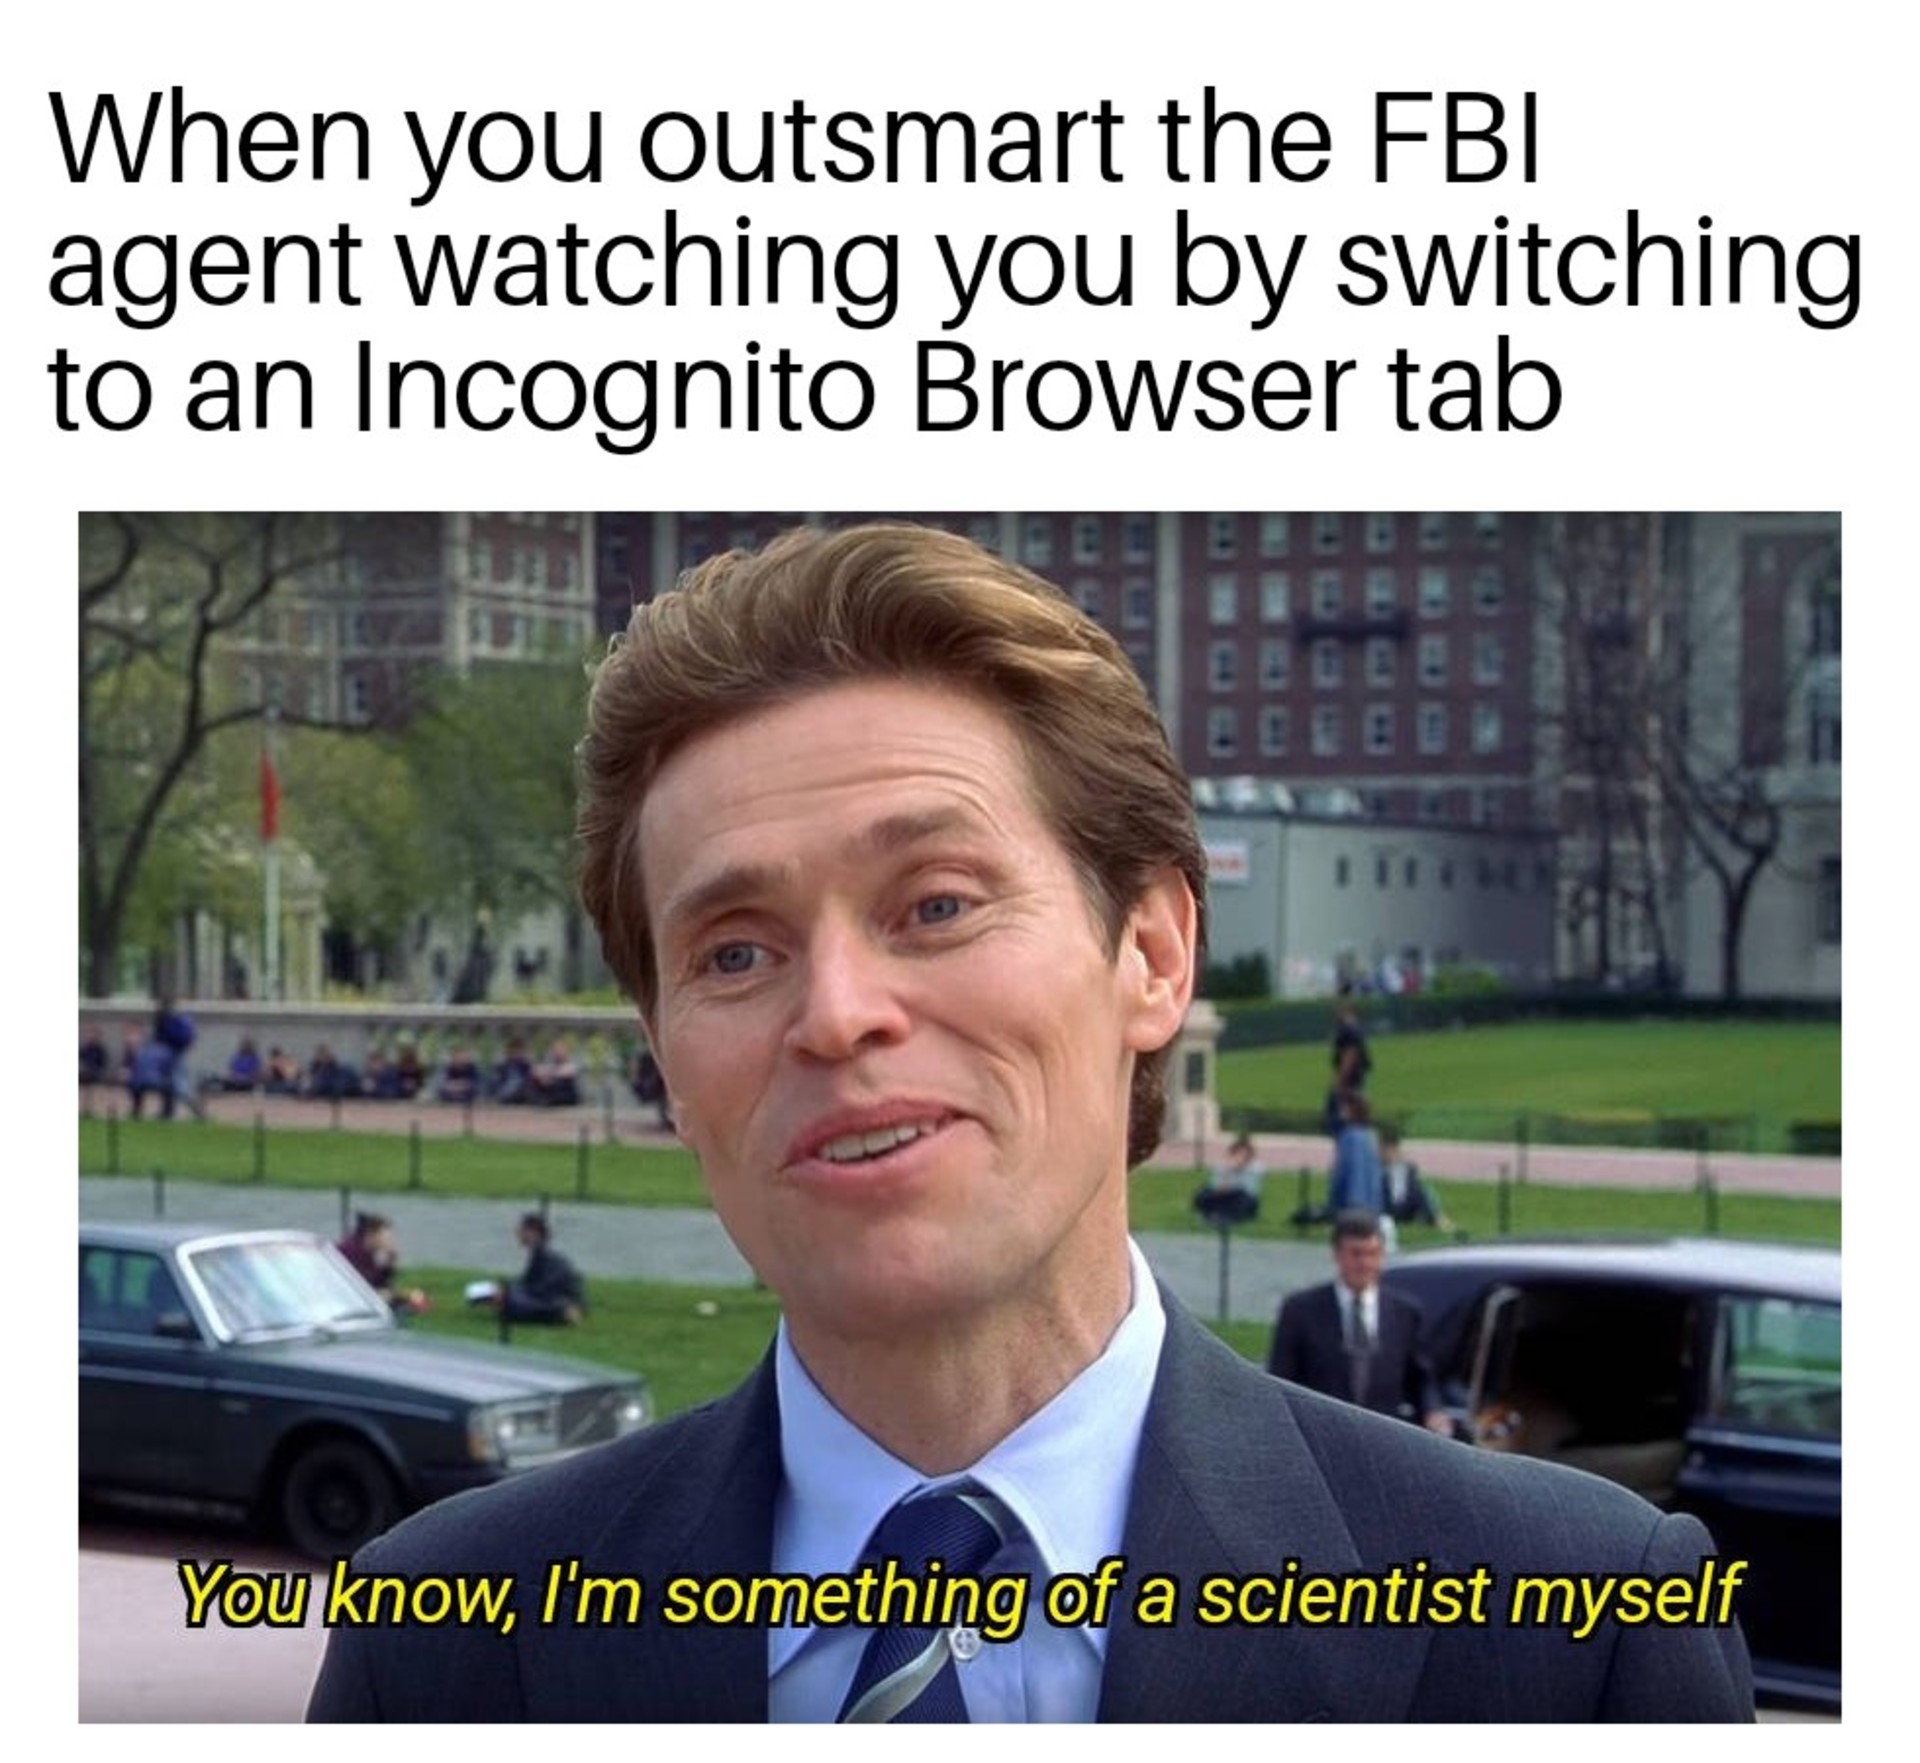 When you outsmart the FBI
agent watching you by switching
to an Incognito Browser tab
You know, I'm something of a scientist myself